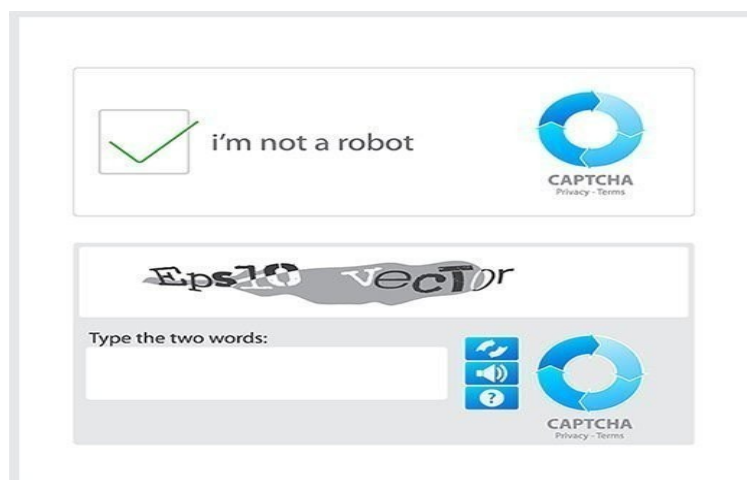 i'm not a robot
CAPTCHA
Privacy - Terms
Eps10 vecTor
Type the two words:
?
CAPTCHA
Privacy - Terms